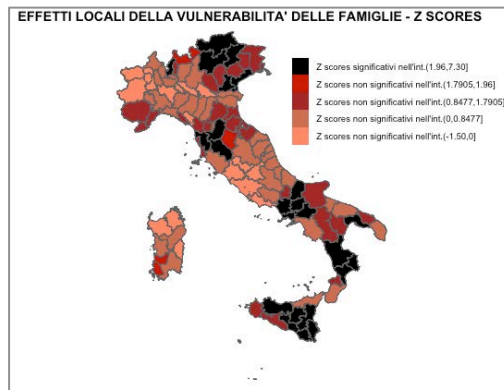 EFFETTI LOCALI DELLA VULNERABILITA' DELLE FAMIGLIE - Z SCORES
Z scores significativi nell'int.(1.96,7.30]
Z scores non significativi nell'int.(1.7905,1.96]
Z scores non significativi nell'int.(0.8477,1.7905]
Z scores non significativi nell'int.(0,0.8477]
Z scores non significativi nell'int.(-1.50,0]